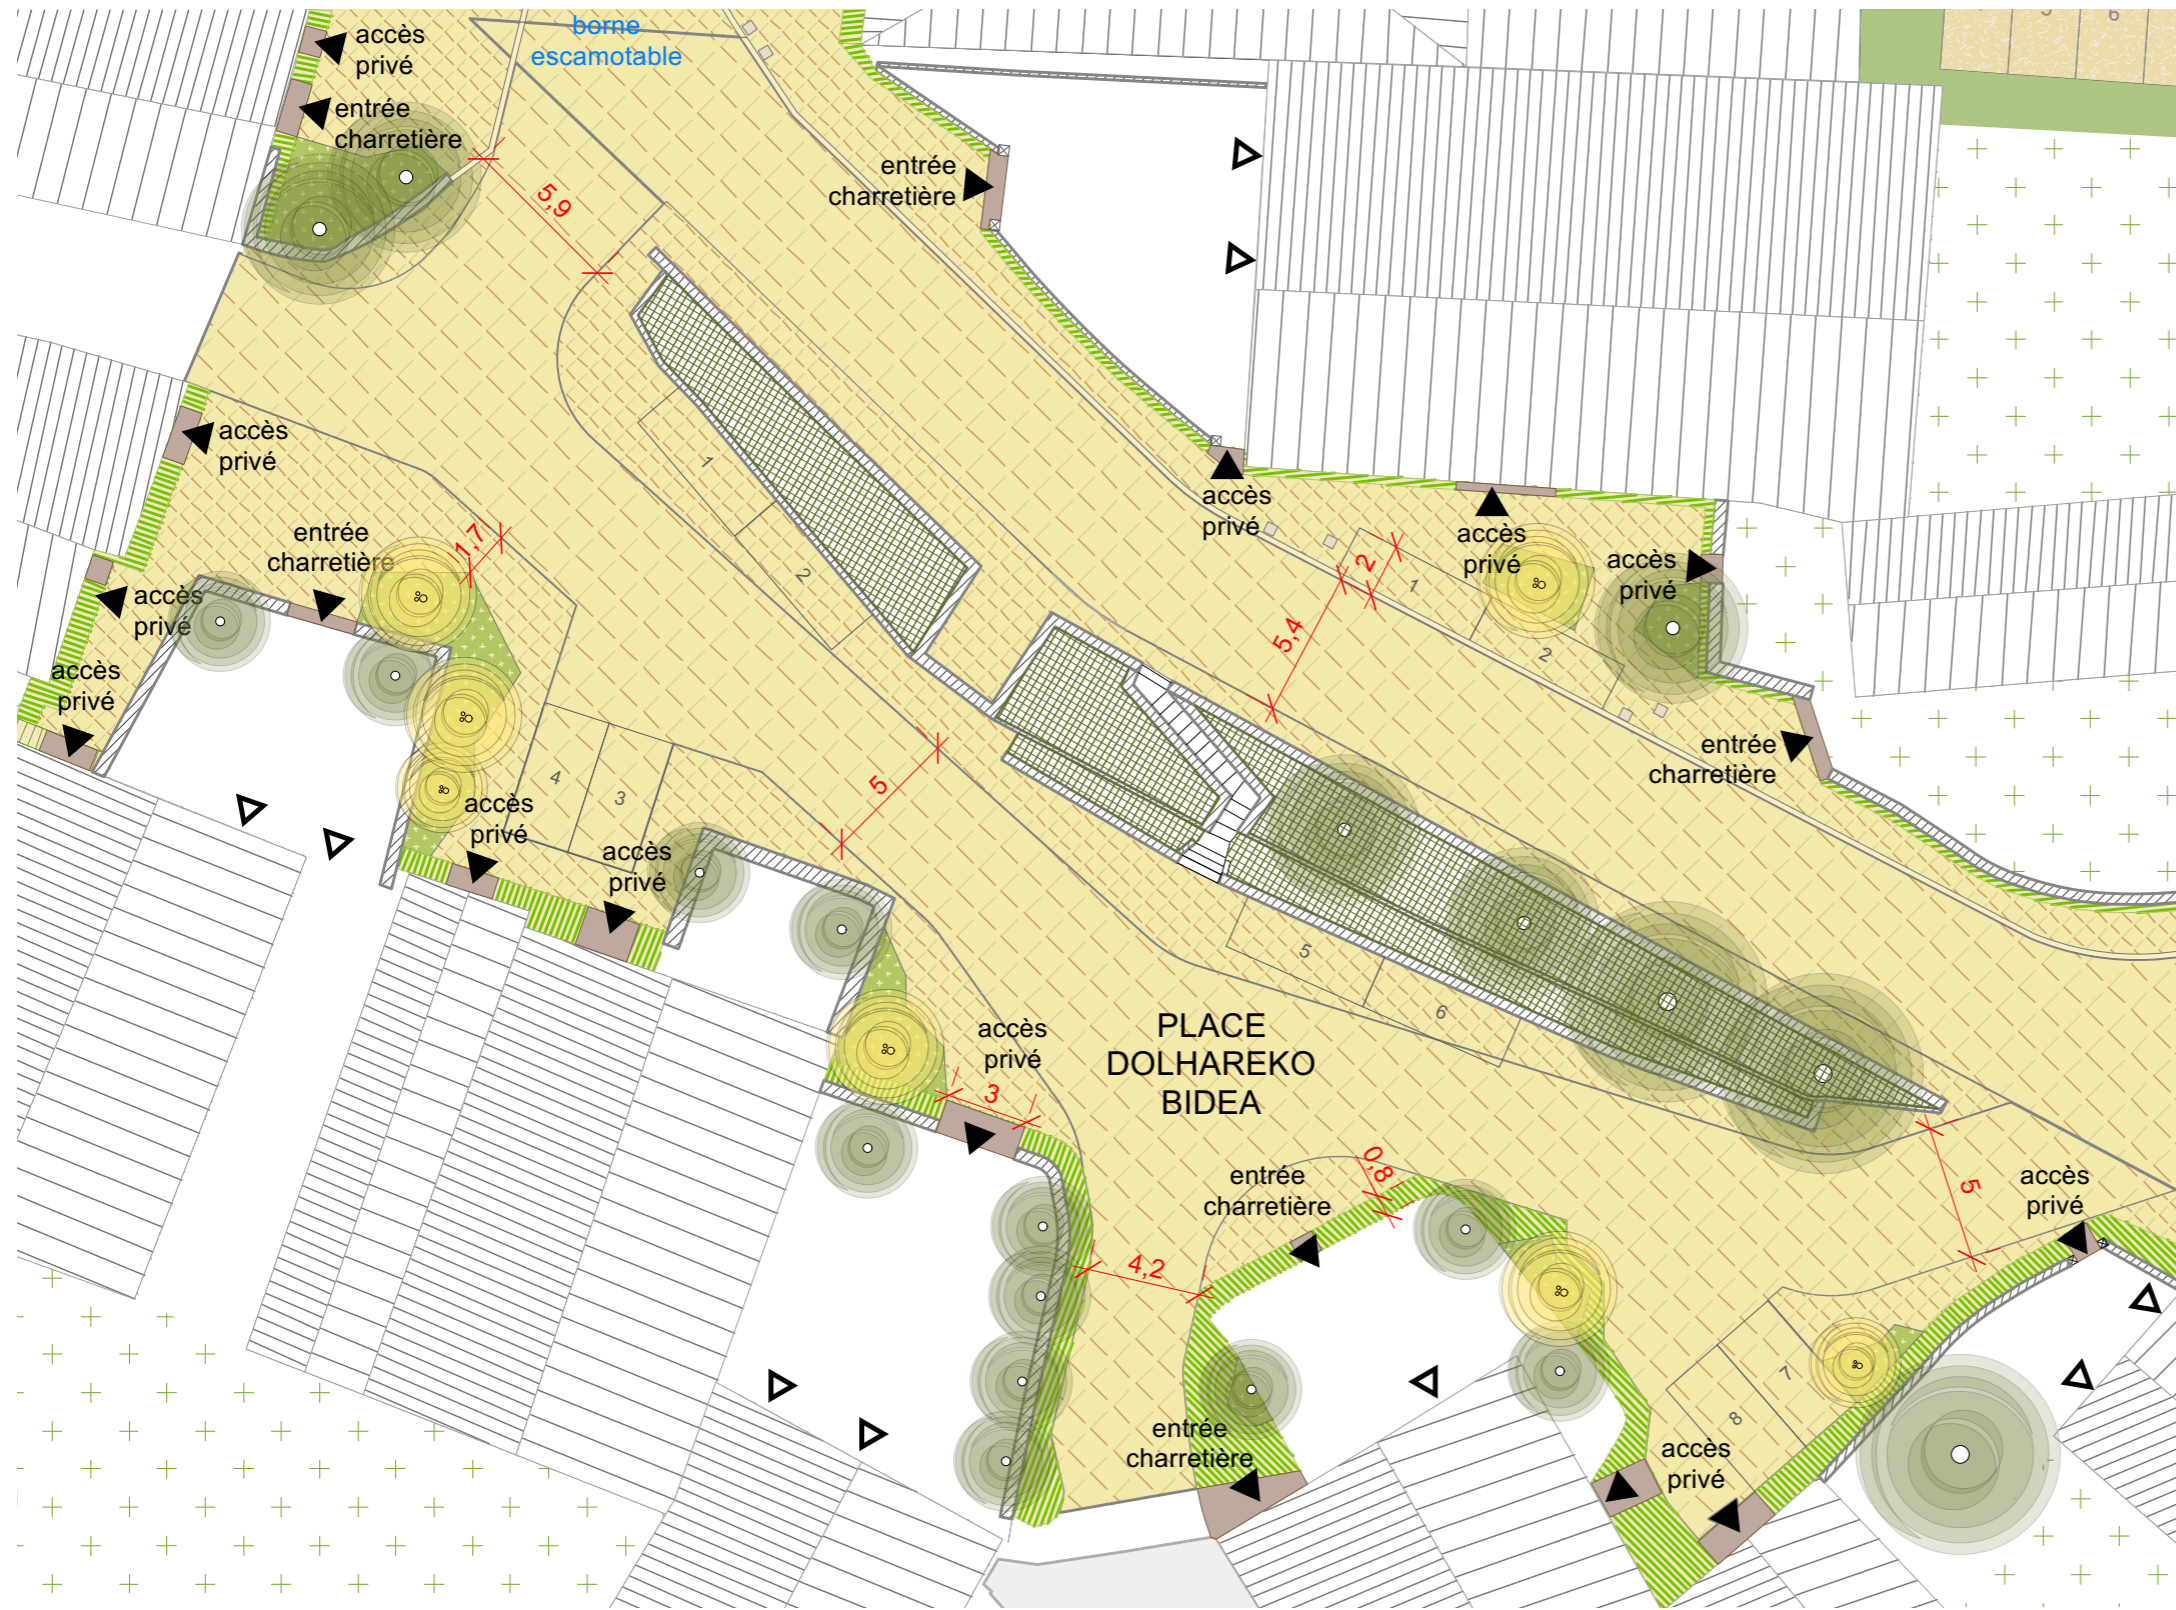 borne
escamotable
5
6
accès
privé
entrée
charretière
5,9
entrée
charretière
accès
privé
1
2
entrée
charretière
1,7
accès
privé
accès
privé
accès
privé
accès
privé
accès
privé
2
1
2
5,4
entrée
charretière
4
3
5
accès
privé
accès
privé
5
6
PLACE
DOLHAREKO
BIDEA
accès
privé
3
entrée
charretière
0,8
4,2
5
accès
privé
7
8
entrée
charretière
accès
privé